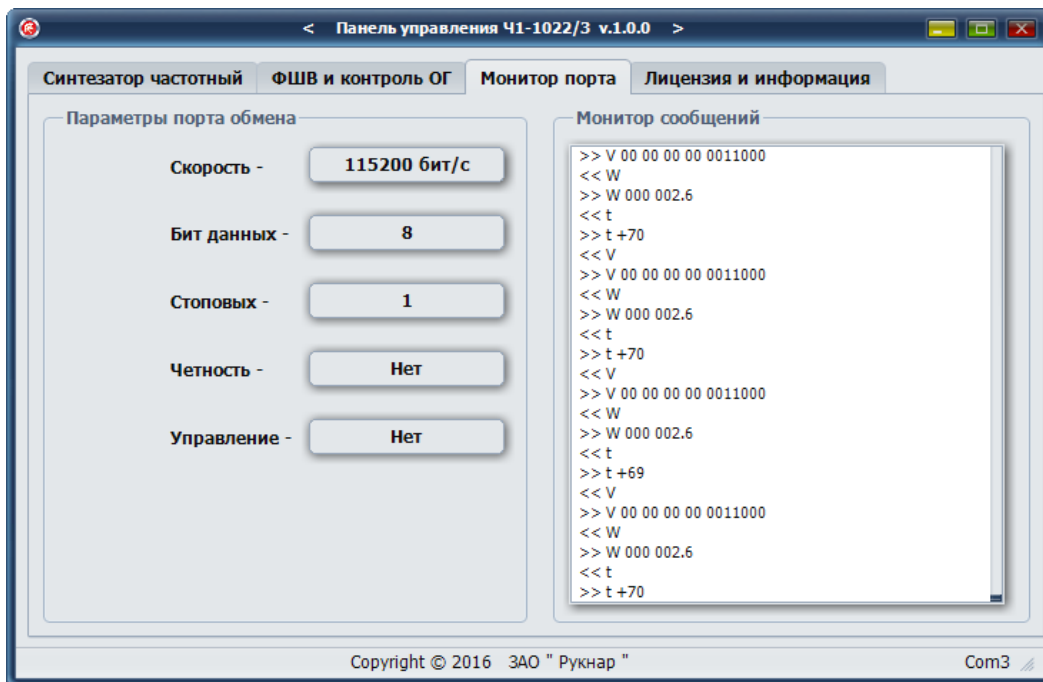 < Панель управления Ч1-1022/3 v.1.0.0 >
Синтезатор частотный ФШВ и контроль ОГ Монитор порта Лицензия и информация
Параметры порта обмена
Скорость - 115200 бит/с
Бит данных - 8
Стоповых - 1
Четность - Нет
Управление - Нет
Монитор сообщений
>> V 00 00 00 00 0011000
<< W
>> W 000 002.6
<< t
>> t +70
<< V
>> V 00 00 00 00 0011000
<< W
>> W 000 002.6
<< t
>> t +70
<< V
>> V 00 00 00 00 0011000
<< W
>> W 000 002.6
<< t
>> t +69
<< V
>> V 00 00 00 00 0011000
<< W
>> W 000 002.6
<< t
>> t +70
Copyright © 2016 ЗАО " Рукнар " Com3